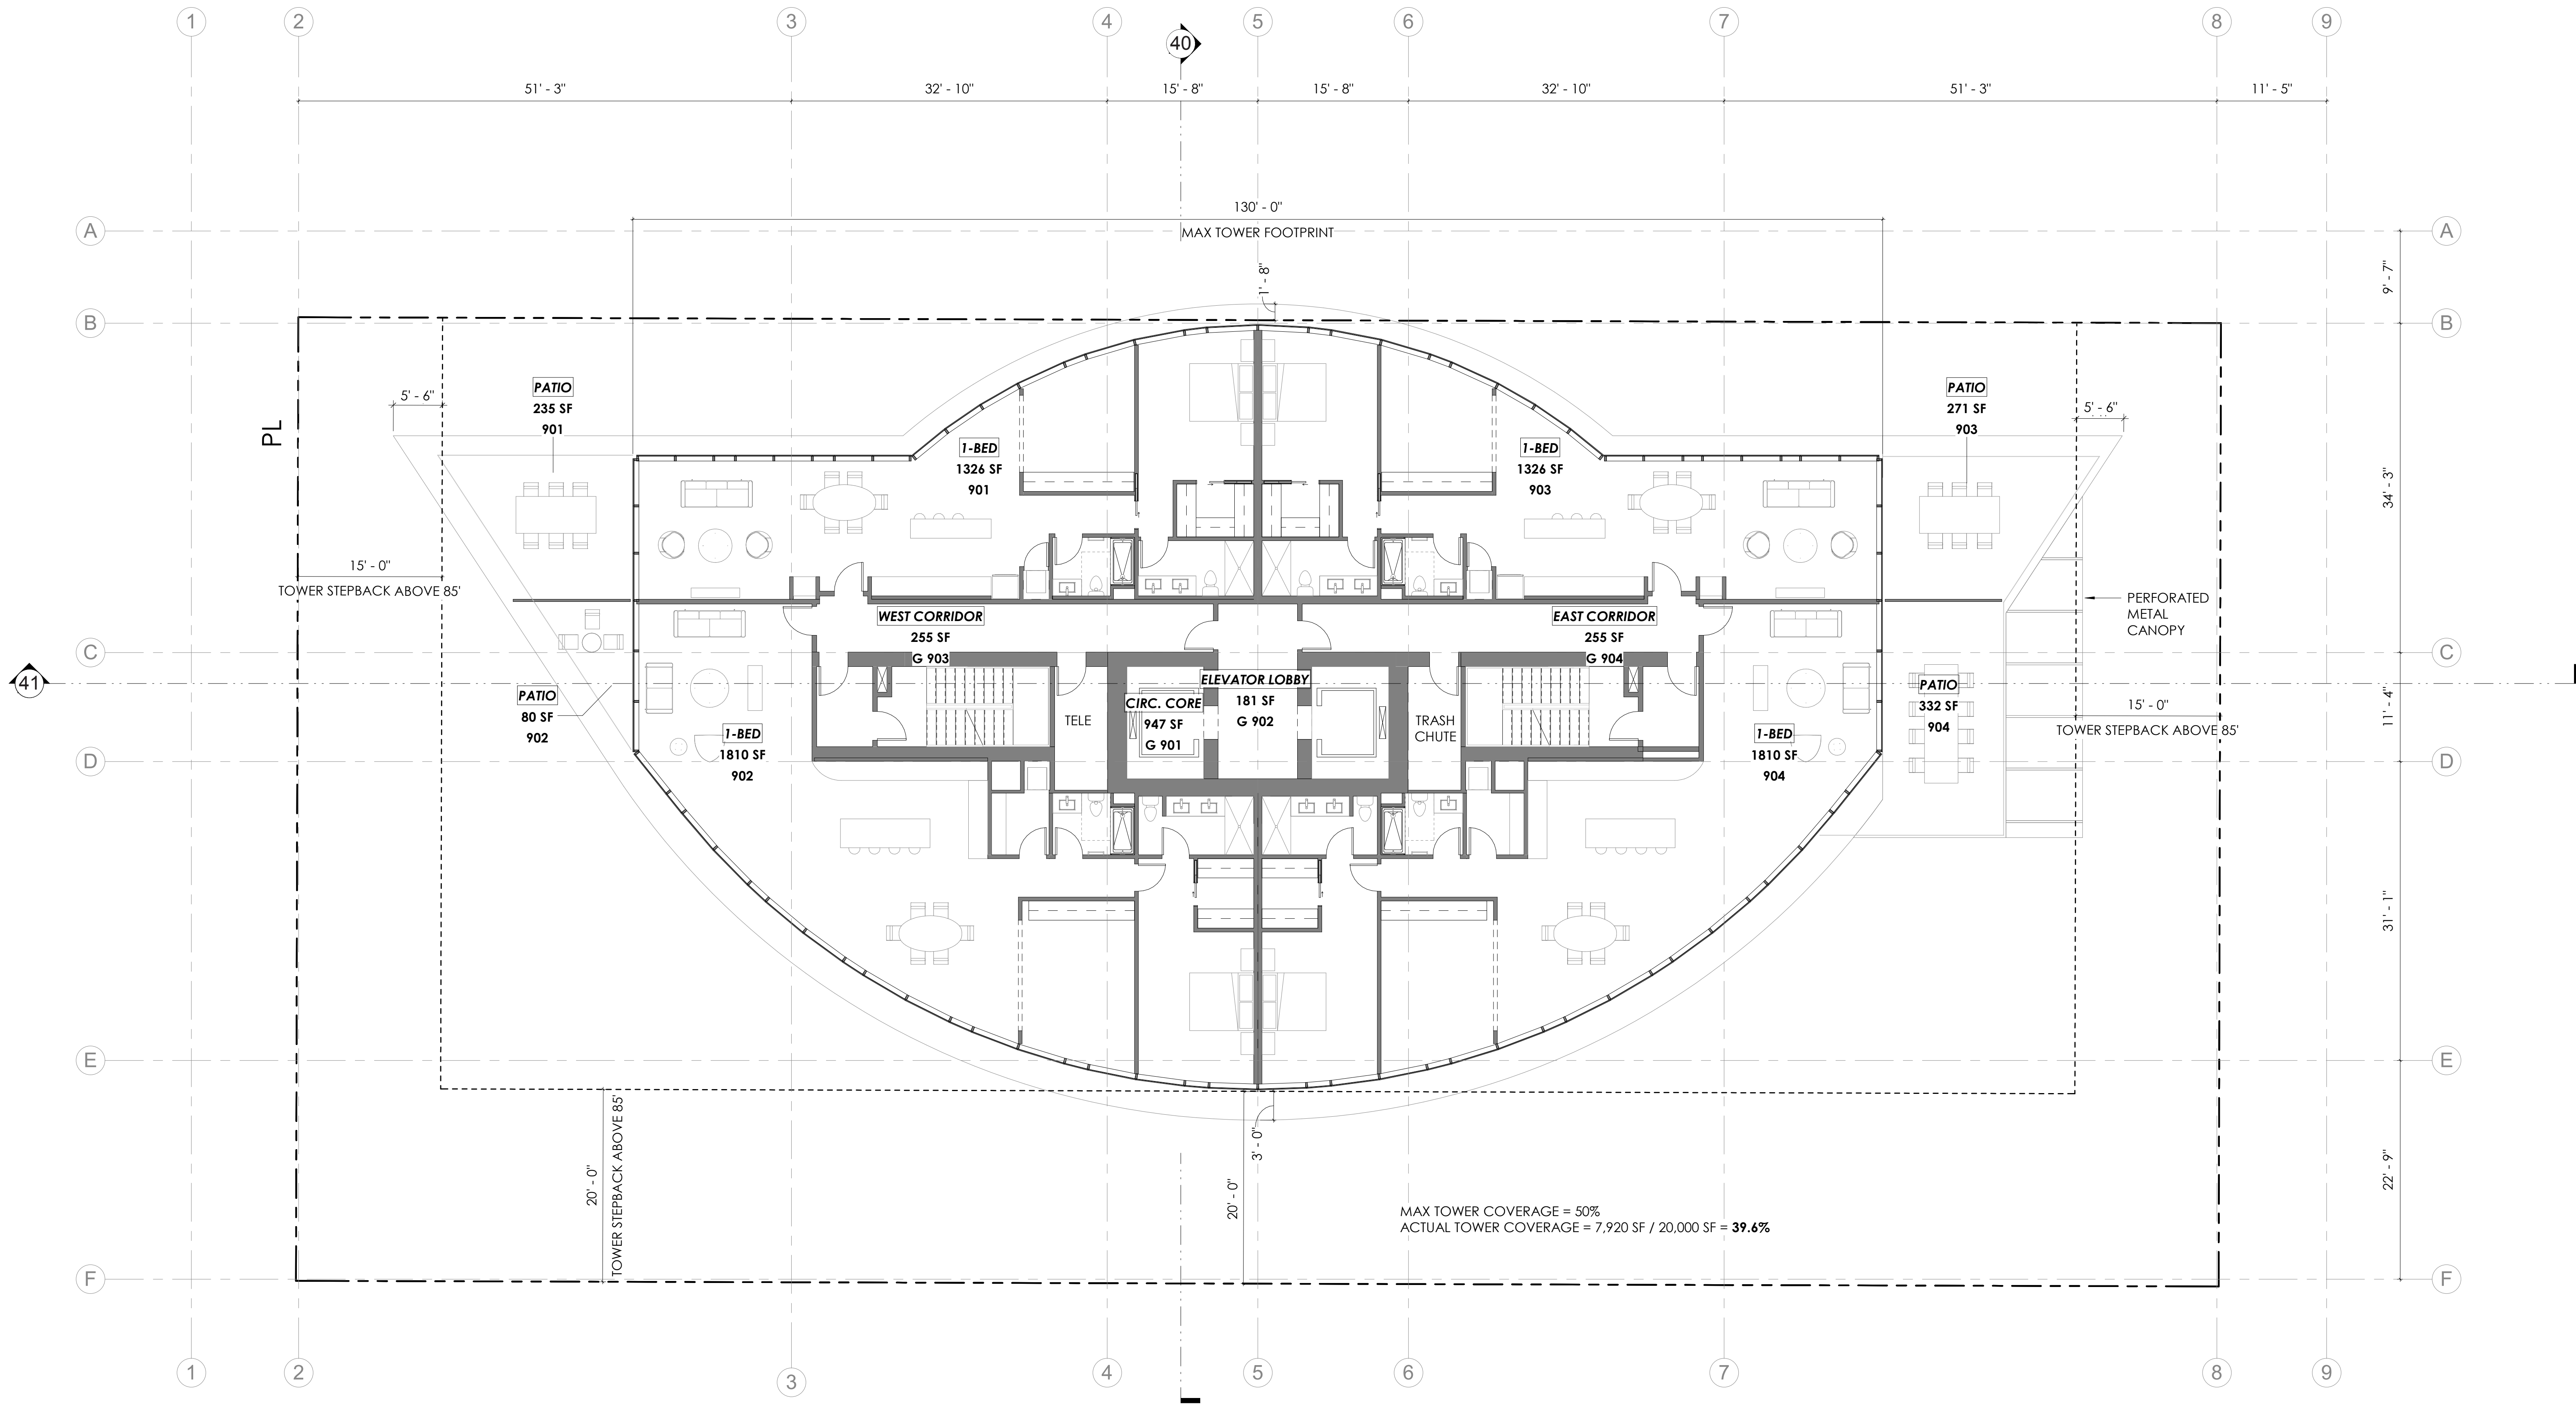 1 2 3 4 5 6 7 8 9
40
51' - 3" 32' - 10" 15' - 8" 15' - 8" 32' - 10" 51' - 3" 11' - 5"
130' - 0"
MAX TOWER FOOTPRINT
A A
9' - 7"
1' - 8"
B B
PATIO
235 SF
901
5' - 6"
PL
PATIO
271 SF
903
5' - 6"
1-BED
1326 SF
901
1-BED
1326 SF
903
34' - 3"
15' - 0"
TOWER STEPBACK ABOVE 85'
WEST CORRIDOR
255 SF
G 903
EAST CORRIDOR
255 SF
G 904
PERFORATED
METAL
CANOPY
C C
41
PATIO
80 SF
902
1-BED
1810 SF
902
TELE
CIRC. CORE
947 SF
G 901
ELEVATOR LOBBY
181 SF
G 902
TRASH
CHUTE
1-BED
1810 SF
904
PATIO
332 SF
904
15' - 0"
TOWER STEPBACK ABOVE 85'
11' - 4"
D D
31' - 1"
E E
20' - 0"
TOWER STEPBACK ABOVE 85'
3' - 0"
20' - 0"
22' - 9"
MAX TOWER COVERAGE = 50%
ACTUAL TOWER COVERAGE = 7,920 SF / 20,000 SF = 39.6%
F F
1 2 3 4 5 6 7 8 9